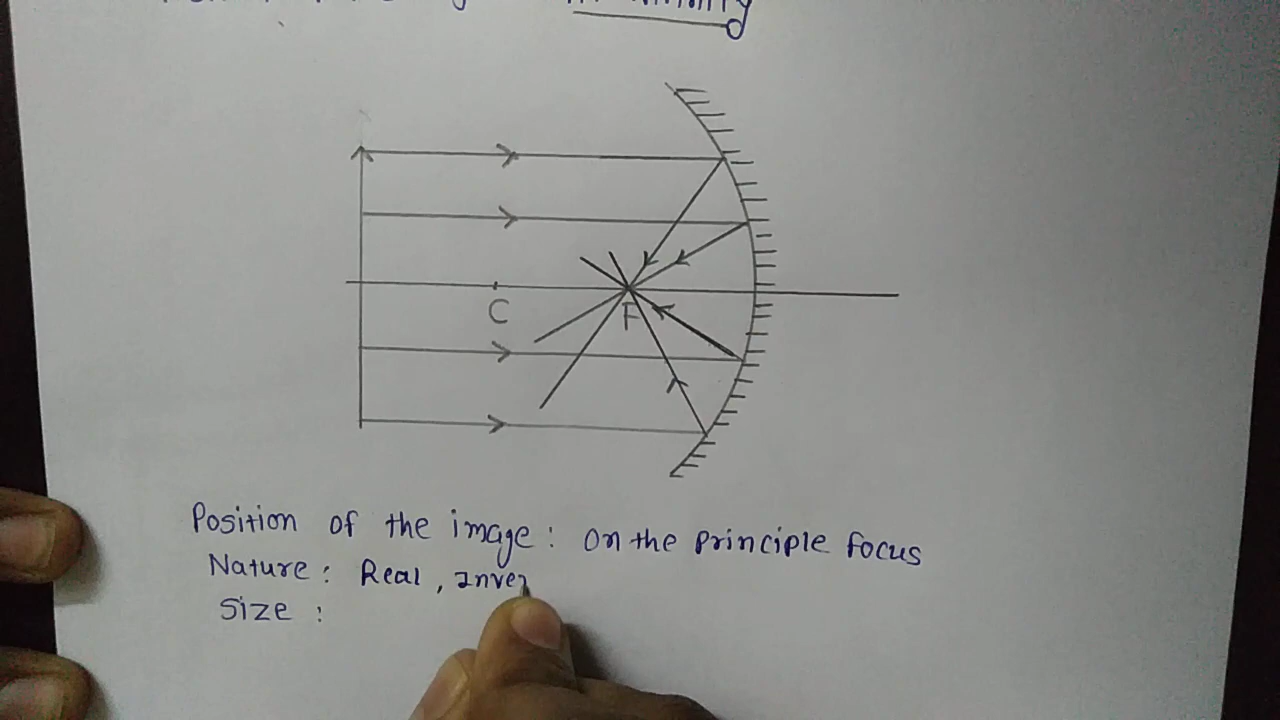 C
F
Position of the image : On the principle focus
Nature : Real , Inver
Size :